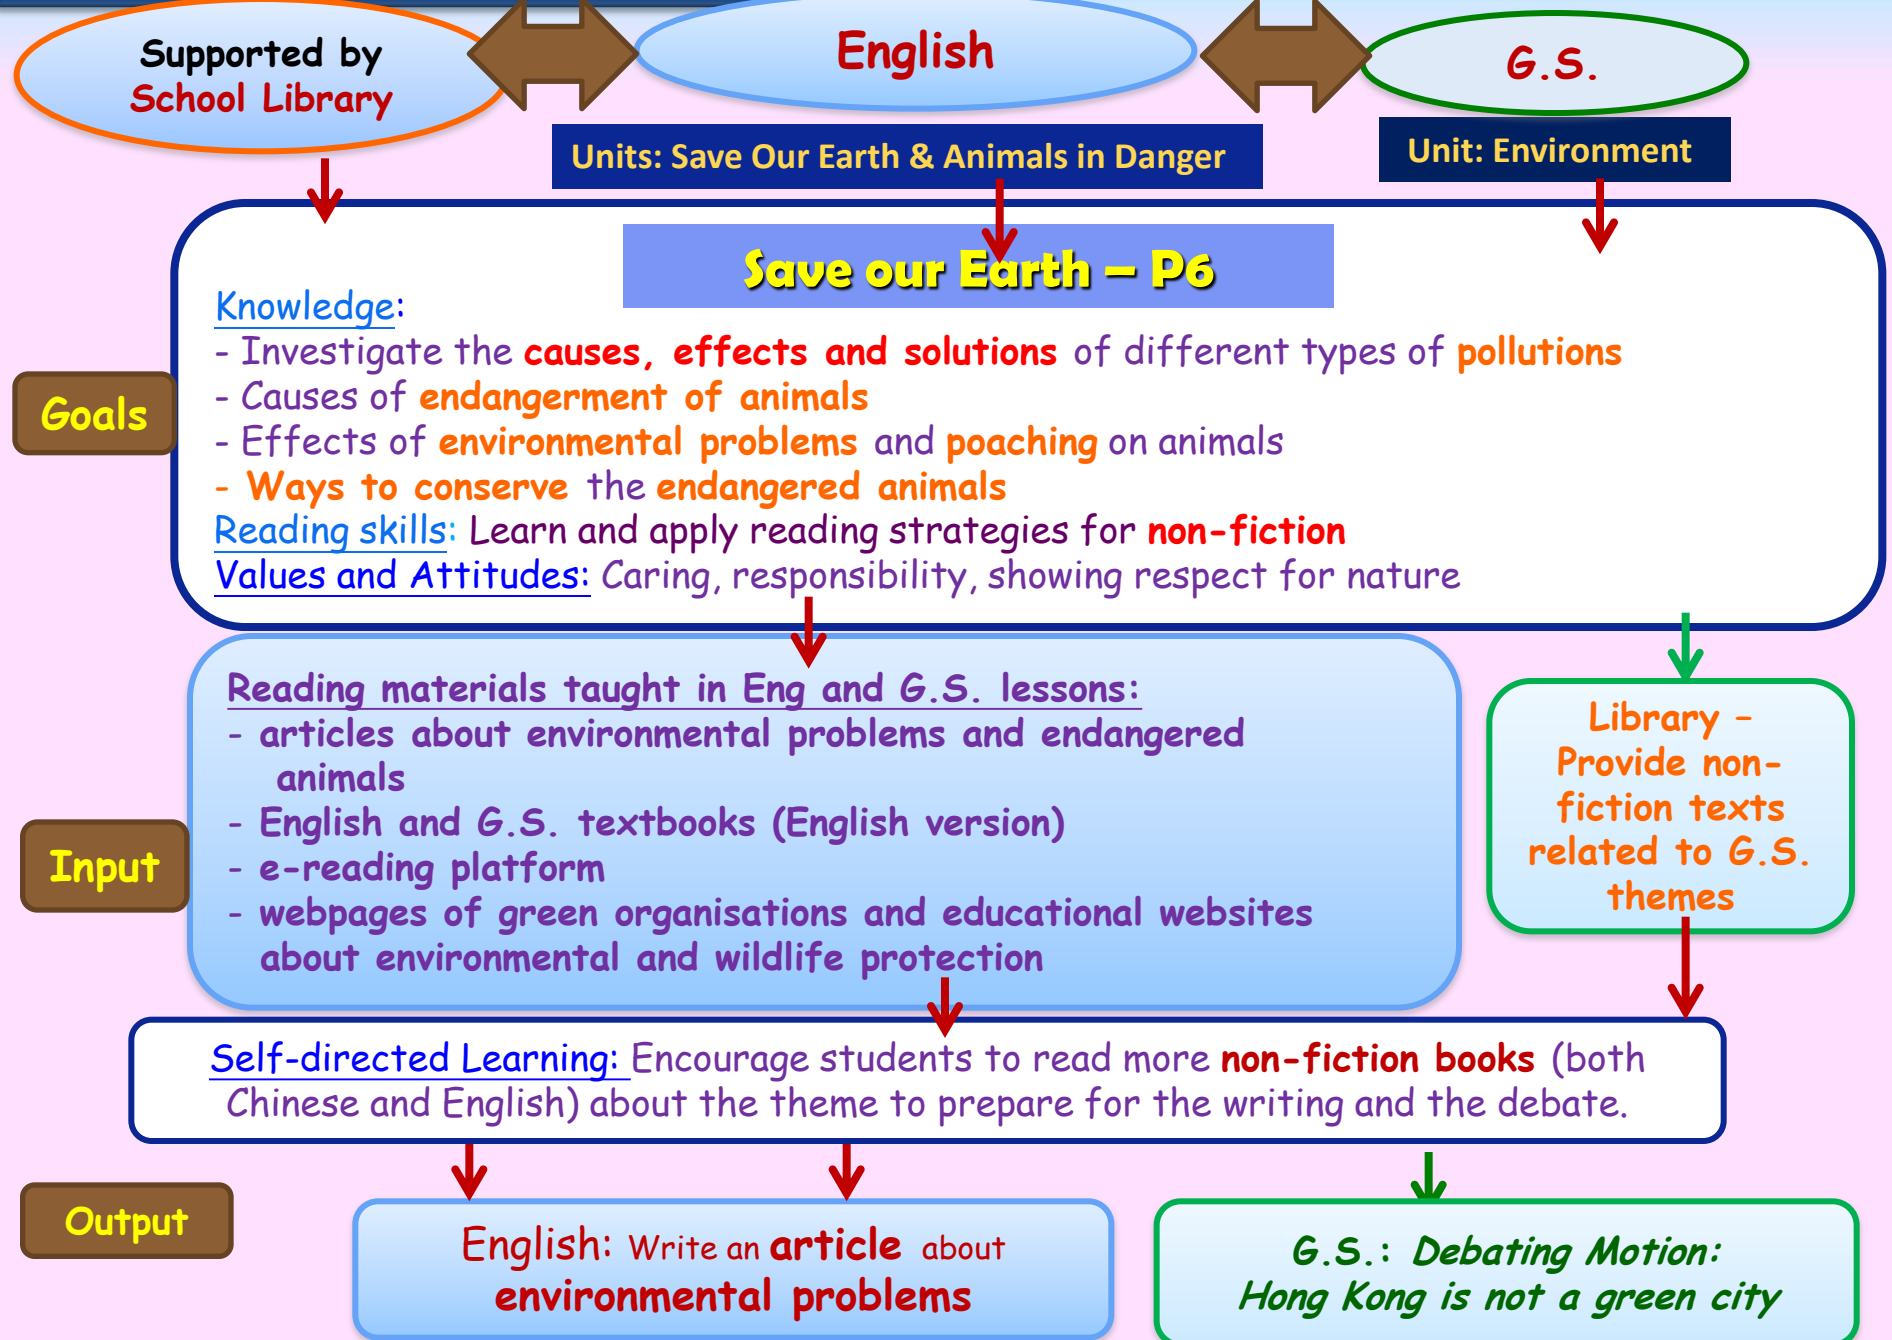 Supported by
School Library
English
G.S.
Units: Save Our Earth & Animals in Danger
Unit: Environment
Save our Earth – P6
Goals
Knowledge:
- Investigate the causes, effects and solutions of different types of pollutions
- Causes of endangerment of animals
- Effects of environmental problems and poaching on animals
- Ways to conserve the endangered animals
Reading skills: Learn and apply reading strategies for non-fiction
Values and Attitudes: Caring, responsibility, showing respect for nature
Input
Reading materials taught in Eng and G.S. lessons:
- articles about environmental problems and endangered
animals
- English and G.S. textbooks (English version)
- e-reading platform
- webpages of green organisations and educational websites
about environmental and wildlife protection
Library –
Provide non-
fiction texts
related to G.S.
themes
Self-directed Learning: Encourage students to read more non-fiction books (both
Chinese and English) about the theme to prepare for the writing and the debate.
Output
English: Write an article about
environmental problems
G.S.: Debating Motion:
Hong Kong is not a green city